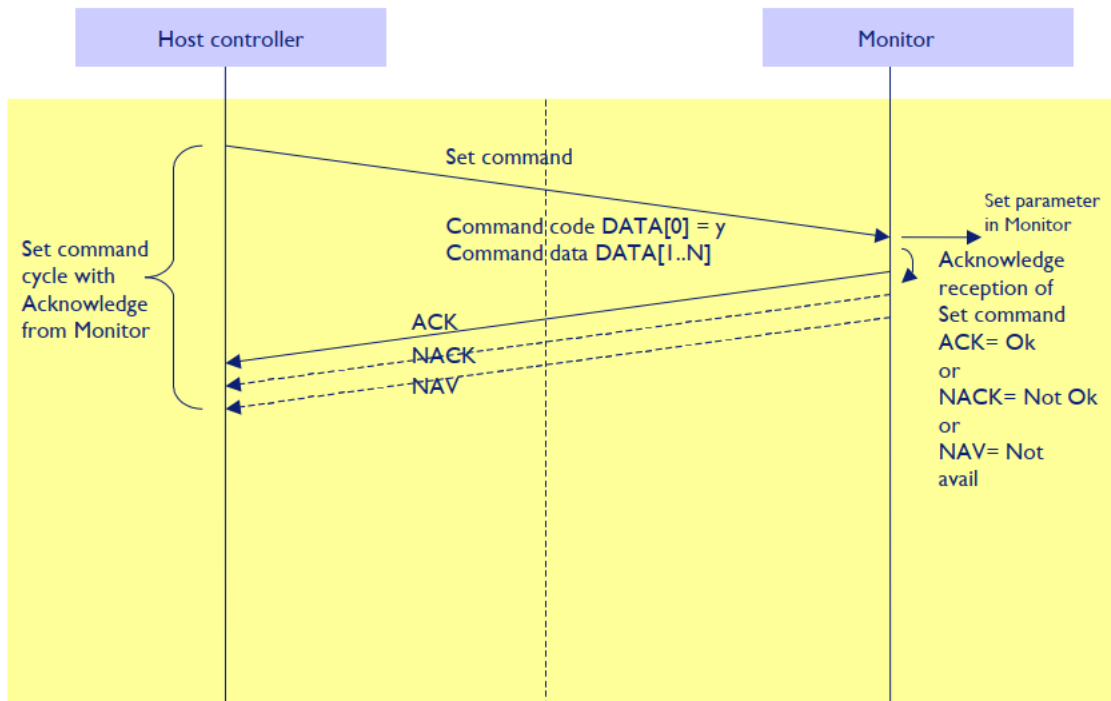 Host controller
Monitor
Set command
Set parameter
in Monitor
Command code DATA[0] = y
Command data DATA[1..N]
Set command
cycle with
Acknowledge
from Monitor
Acknowledge
reception of
Set command
ACK= Ok
or
NACK= Not Ok
or
NAV= Not
avail
ACK
NACK
NAV